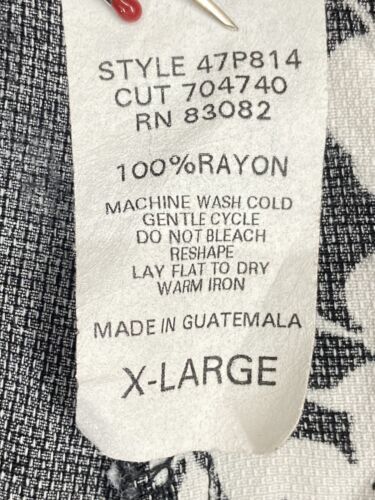 STYLE 47P814
CUT 704740
RN 83082
100%RAYON
MACHINE WASH COLD
GENTLE CYCLE
DO NOT BLEACH
RESHAPE
LAY FLAT TO DRY
WARM IRON
MADE IN GUATEMALA
X-LARGE